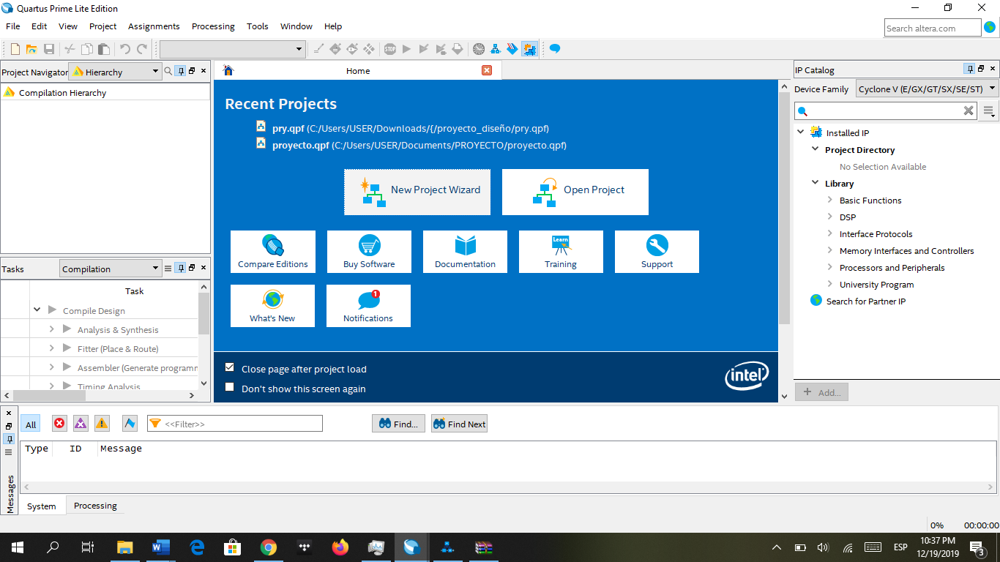 Quartus Prime Lite Edition
File Edit View Project Assignments Processing Tools Window Help
Search altera.com
STOP
Project Navigator Hierarchy
Compilation Hierarchy
Tasks Compilation
Task
Compile Design
Analysis & Synthesis
Fitter (Place & Route)
Assembler (Generate programm
Timing Analysis
Home
Recent Projects
pry.qpf (C:/Users/USER/Downloads/{/proyecto_diseño/pry.qpf)
proyecto.qpf (C:/Users/USER/Documents/PROYECTO/proyecto.qpf)
New Project Wizard Open Project
Compare Editions Buy Software Documentation Learn Training Support
What's New 1 Notifications
Close page after project load
Don't show this screen again
intel
IP Catalog
Device Family Cyclone V (E/GX/GT/SX/SE/ST)
Installed IP
Project Directory
No Selection Available
Library
Basic Functions
DSP
Interface Protocols
Memory Interfaces and Controllers
Processors and Peripherals
University Program
Search for Partner IP
+ Add...
All <<Filter>> Find... Find Next
Type ID Message
Messages
System Processing
0% 00:00:00
ESP
10:37 PM
12/19/2019
3